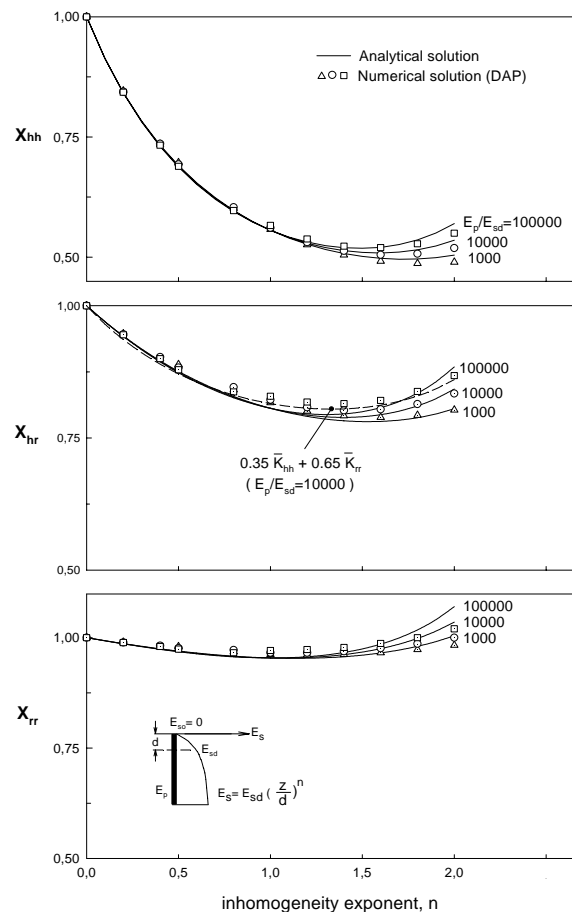 1,00
Analytical solution
Numerical solution (DAP)
Xhh
0,75
Ep/Esd=100000
10000
1000
0,50
1,00
100000
10000
1000
Xhr
0,75
0.35 K̅hh + 0.65 K̅rr
( Ep/Esd=10000 )
0,50
100000
10000
1000
1,00
Xrr
Eso= 0
Es
d
Esd
0,75
Ep
Es= Esd ( z/d )n
0,50
0,0 0,5 1,0 1,5 2,0
inhomogeneity exponent, n